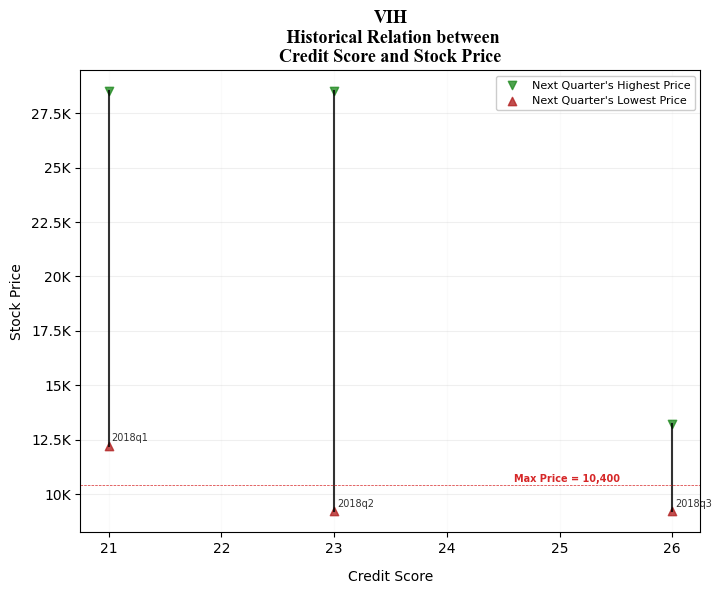 VIH
Historical Relation between
Credit Score and Stock Price
Next Quarter's Highest Price
Next Quarter's Lowest Price
27.5K
25K
22.5K
20K
17.5K
15K
12.5K
10K
Stock Price
2018q1
Max Price = 10,400
2018q2
2018q3
21
22
23
24
25
26
Credit Score